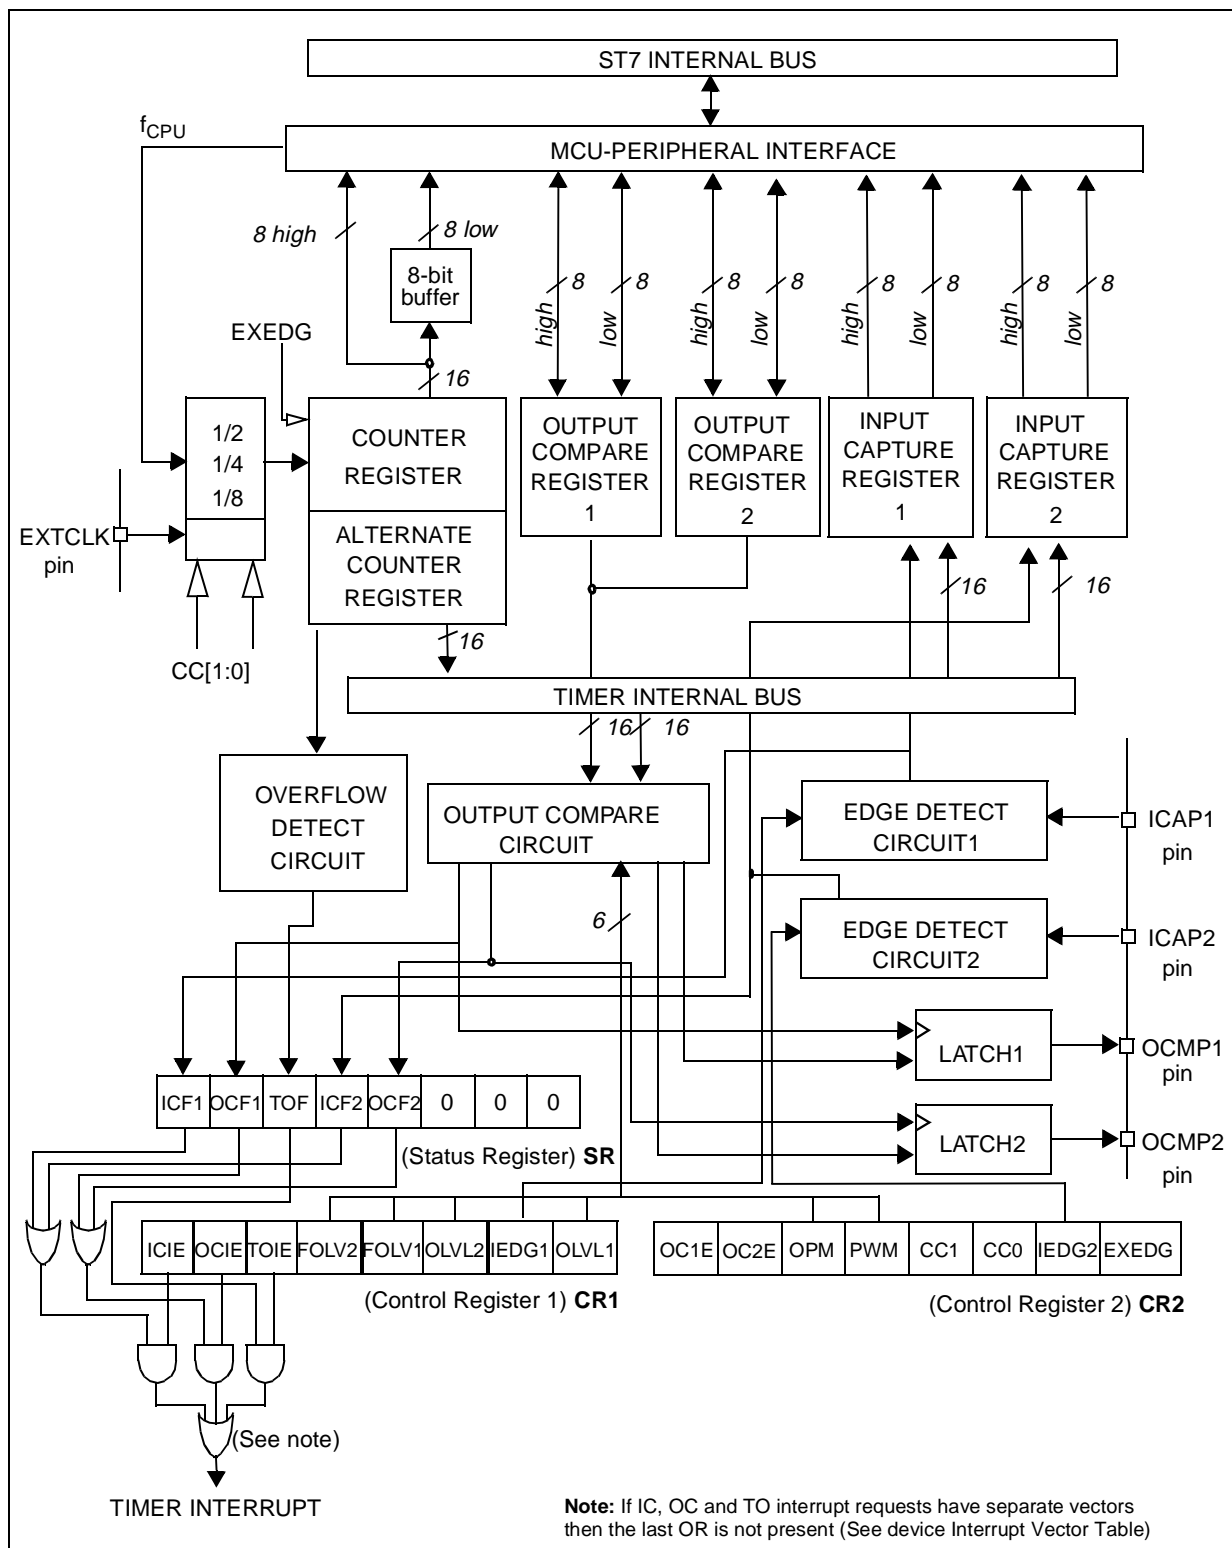 ST7 INTERNAL BUS
fCPU
MCU-PERIPHERAL INTERFACE
8 high
8 low
8-bit
buffer
8
8
8
8
8
8
8
8
high
low
high
low
high
low
high
low
EXEDG
16
1/2
1/4
1/8
COUNTER
REGISTER
ALTERNATE
COUNTER
REGISTER
OUTPUT
COMPARE
REGISTER
1
OUTPUT
COMPARE
REGISTER
2
INPUT
CAPTURE
REGISTER
1
INPUT
CAPTURE
REGISTER
2
EXTCLK
pin
CC[1:0]
16
16
16
TIMER INTERNAL BUS
16
16
OVERFLOW
DETECT
CIRCUIT
OUTPUT COMPARE
CIRCUIT
6
EDGE DETECT
CIRCUIT1
ICAP1
pin
EDGE DETECT
CIRCUIT2
ICAP2
pin
LATCH1
OCMP1
pin
LATCH2
OCMP2
pin
ICF1 OCF1 TOF ICF2 OCF2 0 0 0
(Status Register) SR
ICIE OCIE TOIE FOLV2 FOLV1 OLVL2 IEDG1 OLVL1
(Control Register 1) CR1
OC1E OC2E OPM PWM CC1 CC0 IEDG2 EXEDG
(Control Register 2) CR2
(See note)
TIMER INTERRUPT
Note: If IC, OC and TO interrupt requests have separate vectors
then the last OR is not present (See device Interrupt Vector Table)